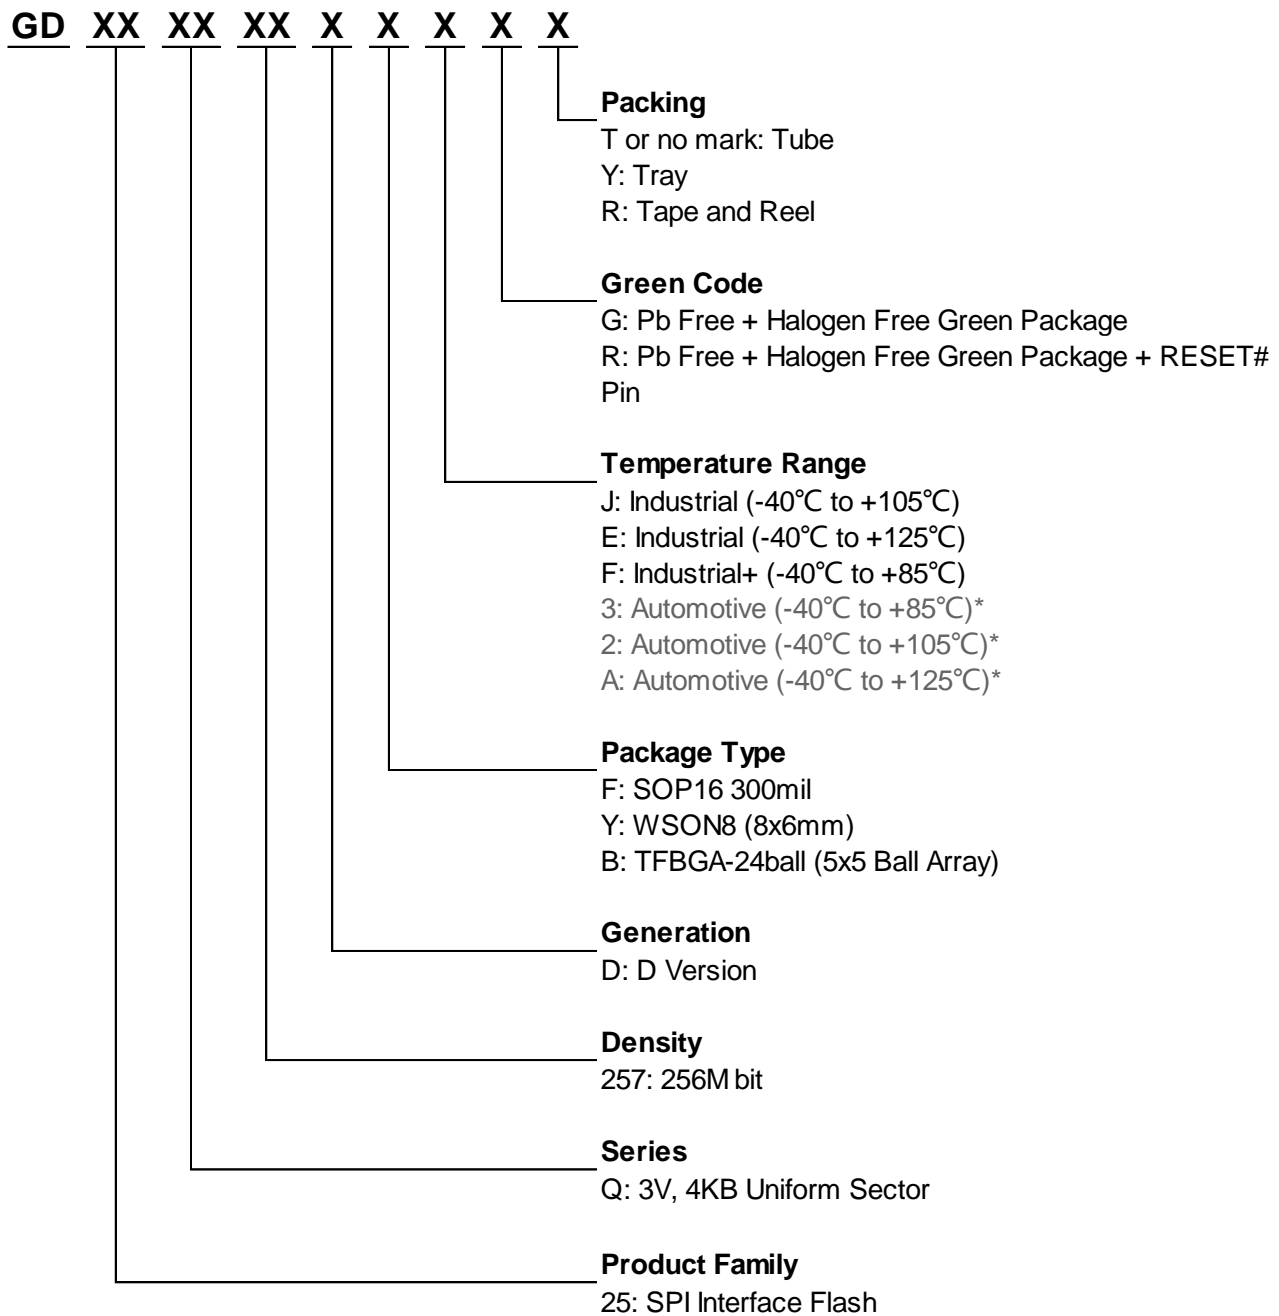 GD XX XX XX X X X X X
Packing
T or no mark: Tube
Y: Tray
R: Tape and Reel
Green Code
G: Pb Free + Halogen Free Green Package
R: Pb Free + Halogen Free Green Package + RESET#
Pin
Temperature Range
J: Industrial (-40℃ to +105℃)
E: Industrial (-40℃ to +125℃)
F: Industrial+ (-40℃ to +85℃)
3: Automotive (-40℃ to +85℃)*
2: Automotive (-40℃ to +105℃)*
A: Automotive (-40℃ to +125℃)*
Package Type
F: SOP16 300mil
Y: WSON8 (8x6mm)
B: TFBGA-24ball (5x5 Ball Array)
Generation
D: D Version
Density
257: 256M bit
Series
Q: 3V, 4KB Uniform Sector
Product Family
25: SPI Interface Flash